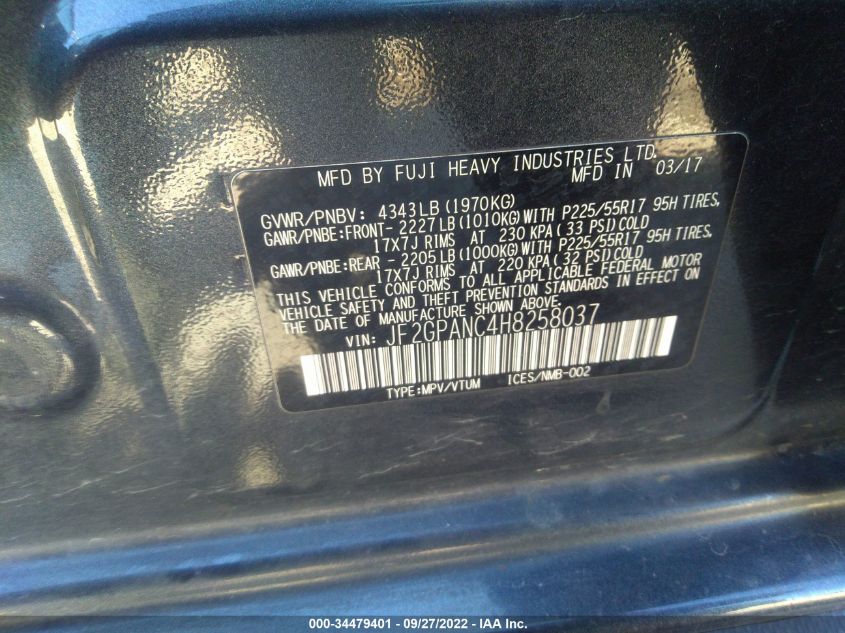 MFD BY FUJI HEAVY INDUSTRIES LTD.
MFD IN 03/17
GVWR/PNBV: 4343LB (1970KG)
GAWR/PNBE:FRONT- 2227LB (1010KG) WITH P225/55R17 95H TIRES,
17X7J RIMS AT 230 KPA ( 33 PSI) COLD
GAWR/PNBE:REAR - 2205LB (1000KG) WITH P225/55R17 95H TIRES,
17X7J RIMS AT 220 KPA ( 32 PSI) COLD
THIS VEHICLE CONFORMS TO ALL APPLICABLE FEDERAL MOTOR
VEHICLE SAFETY AND THEFT PREVENTION STANDARDS IN EFFECT ON
THE DATE OF MANUFACTURE SHOWN ABOVE.
VIN: JF2GPANC4H8258037
TYPE:MPV/VTUM ICES/NMB-002
000-34479401 - 09/27/2022 - IAA Inc.